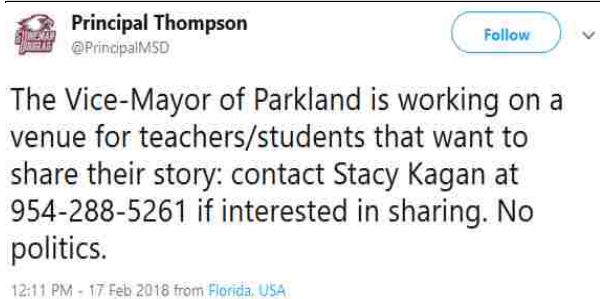 Principal Thompson
@PrincipalMSD
Follow
The Vice-Mayor of Parkland is working on a
venue for teachers/students that want to
share their story: contact Stacy Kagan at
954-288-5261 if interested in sharing. No
politics.
12:11 PM - 17 Feb 2018 from Florida, USA